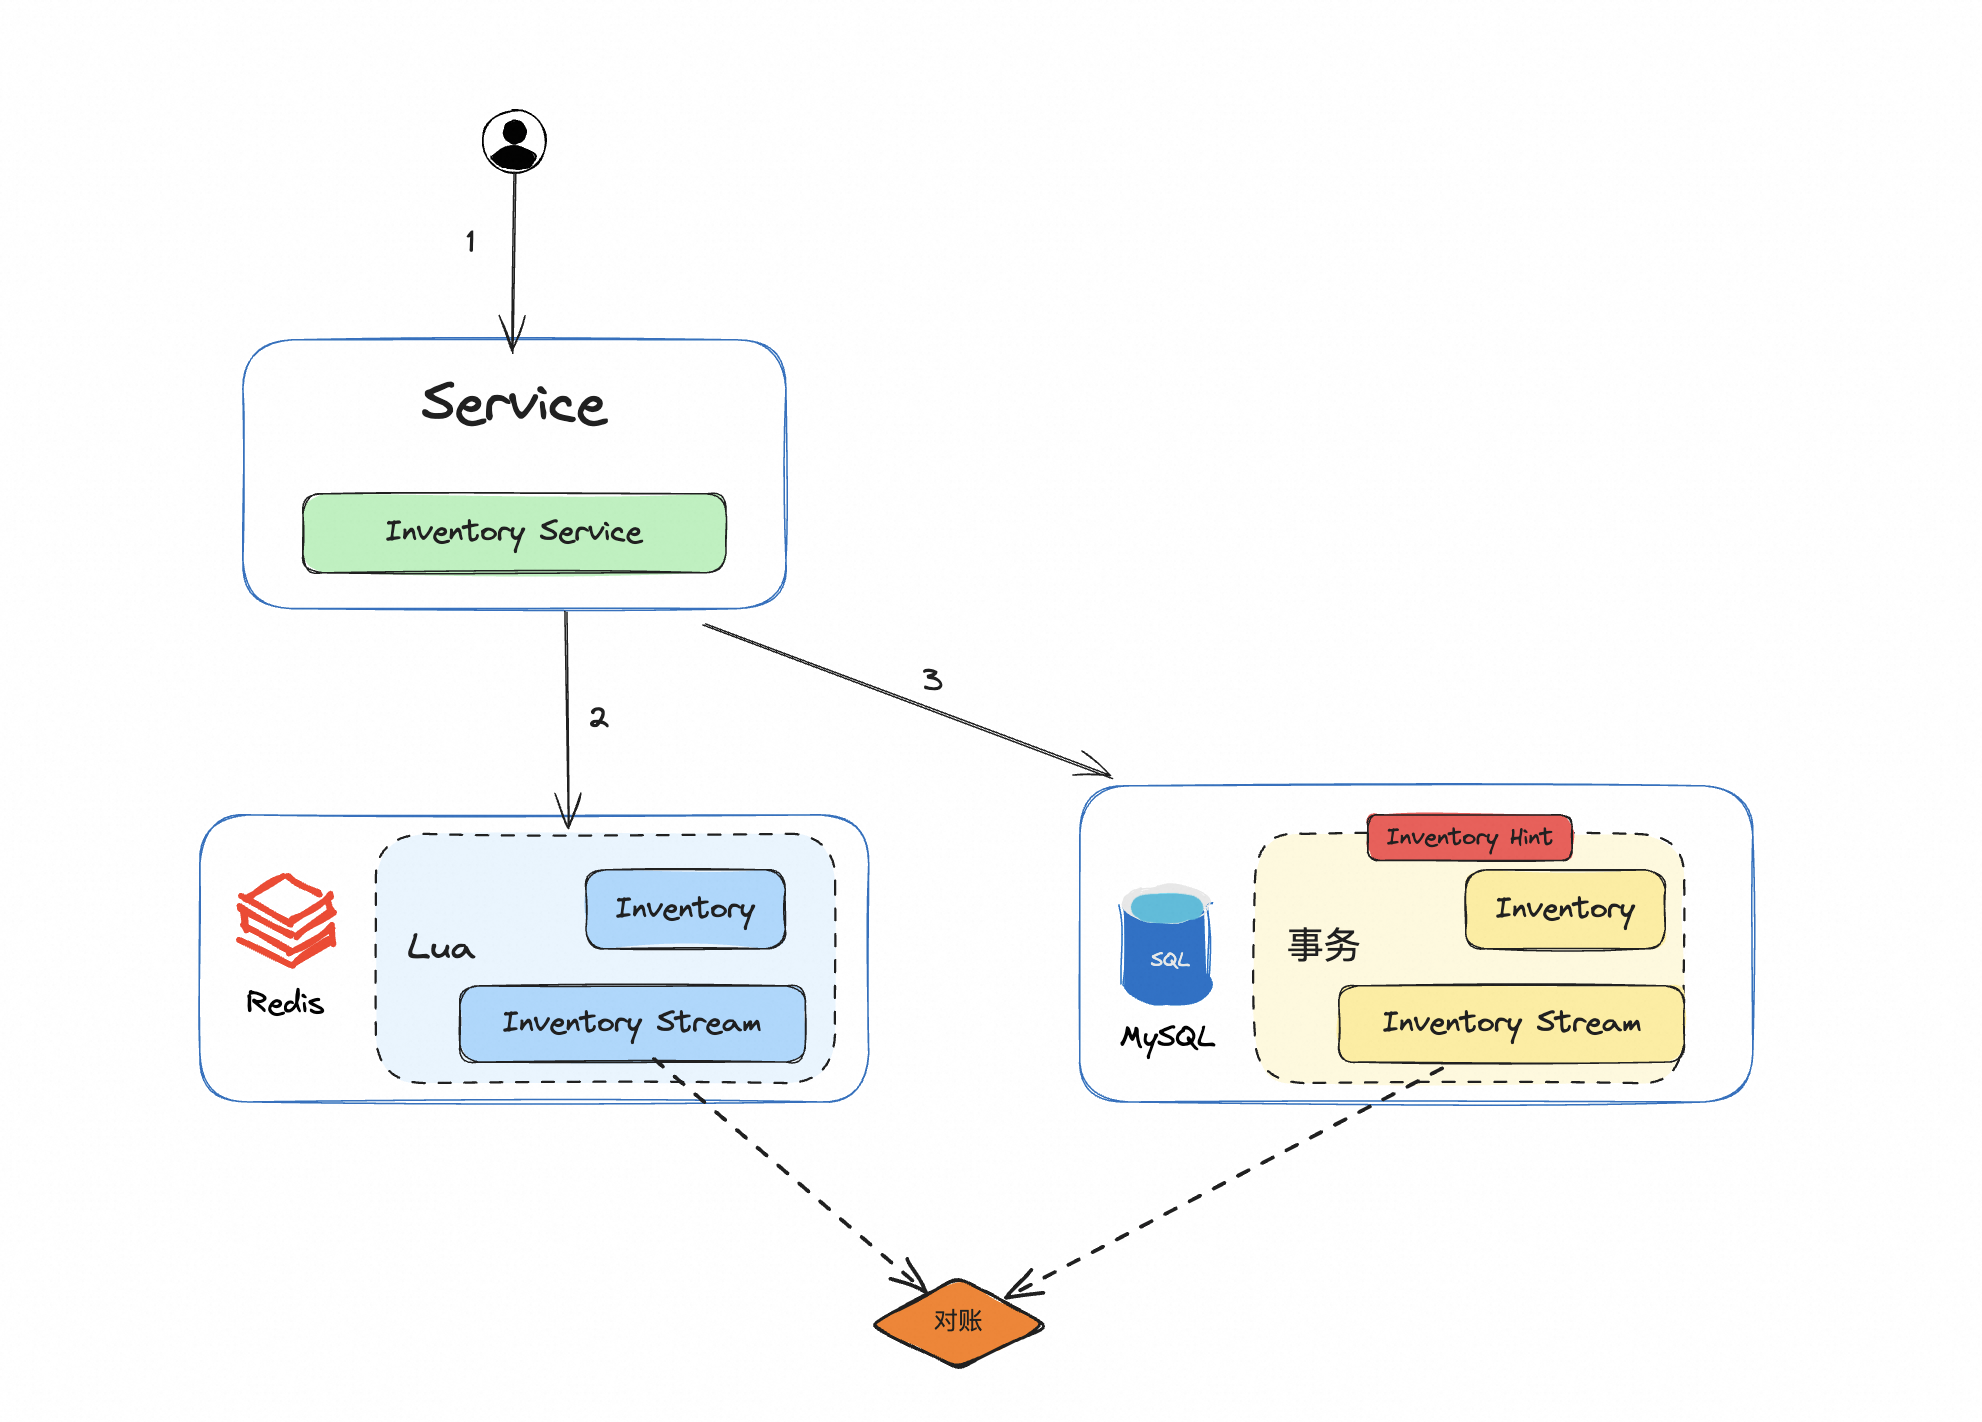 1
Service
Inventory Service
2
3
Redis
Lua
Inventory
Inventory Stream
SQL
MySQL
Inventory Hint
事务
Inventory
Inventory Stream
对账